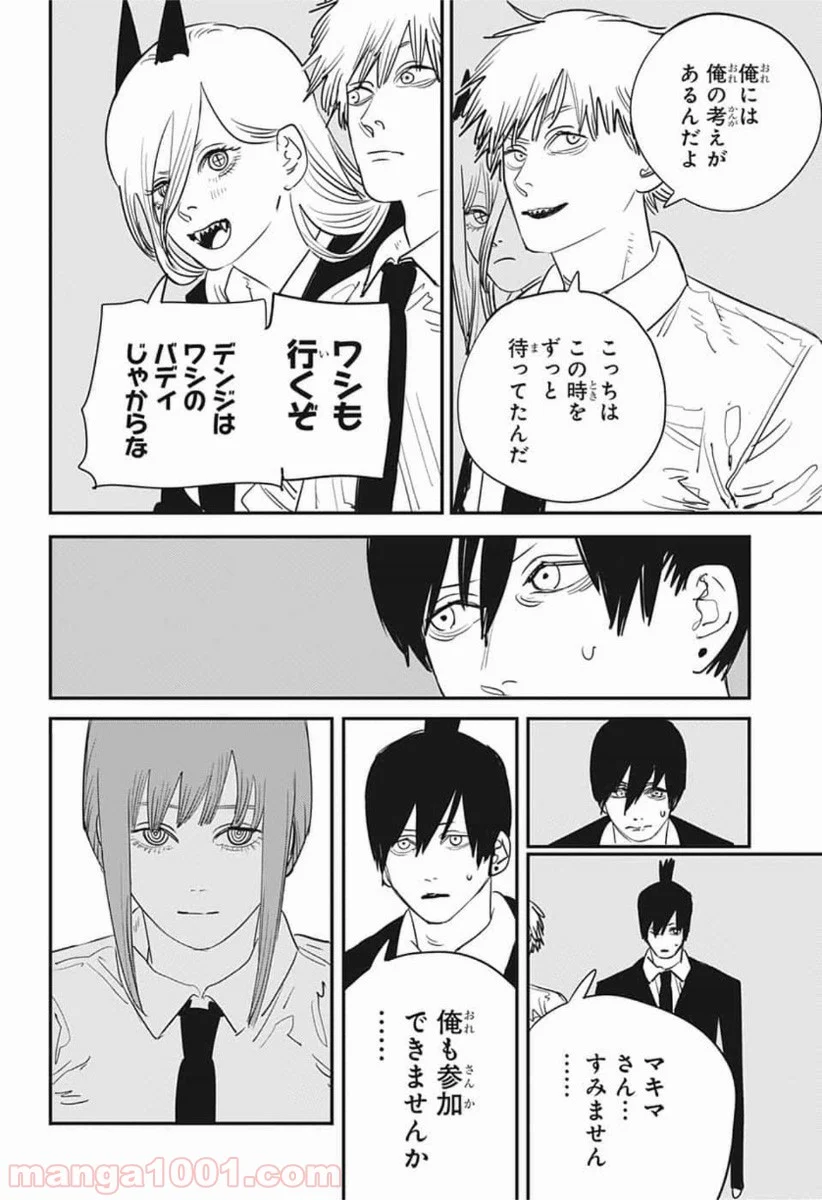 俺には
俺の考えが
あるんだよ
こっちは
この時を
ずっと
待ってたんだ
ワシも
行くぞ
デンジは
ワシの
バディ
じゃからな
マキマ
さん…
すみません
……
俺も参加
できませんか
……
manga1001.com